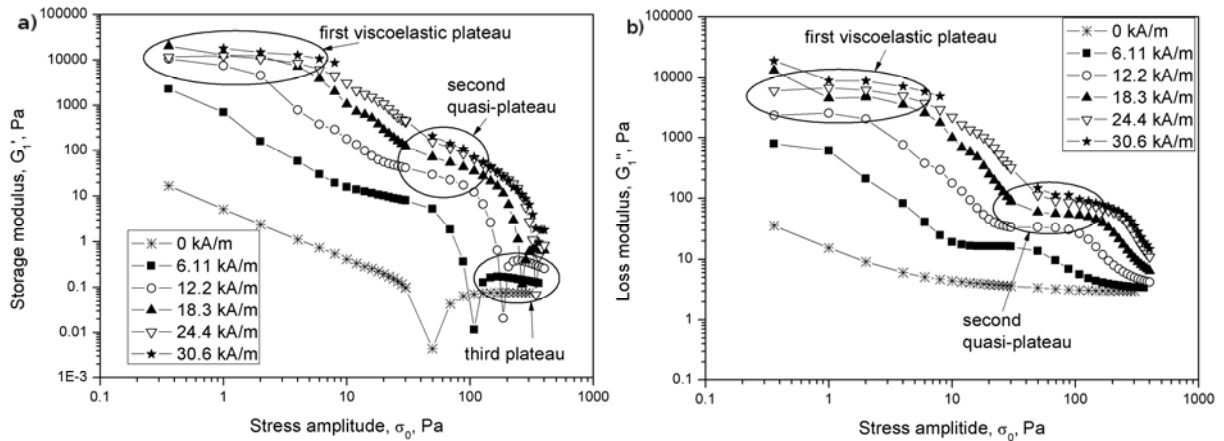 a)
100000
10000
1000
100
10
1
0.1
0.01
1E-3
Storage modulus, G₁', Pa
first viscoelastic plateau
second
quasi-plateau
third plateau
0 kA/m
6.11 kA/m
12.2 kA/m
18.3 kA/m
24.4 kA/m
30.6 kA/m
0.1 1 10 100 1000
Stress amplitude, σ₀, Pa
b)
100000
10000
1000
100
10
1
0.1
Loss modulus, G₁'', Pa
first viscoelastic plateau
0 kA/m
6.11 kA/m
12.2 kA/m
18.3 kA/m
24.4 kA/m
30.6 kA/m
second
quasi-plateau
0.1 1 10 100 1000
Stress amplitide, σ₀, Pa